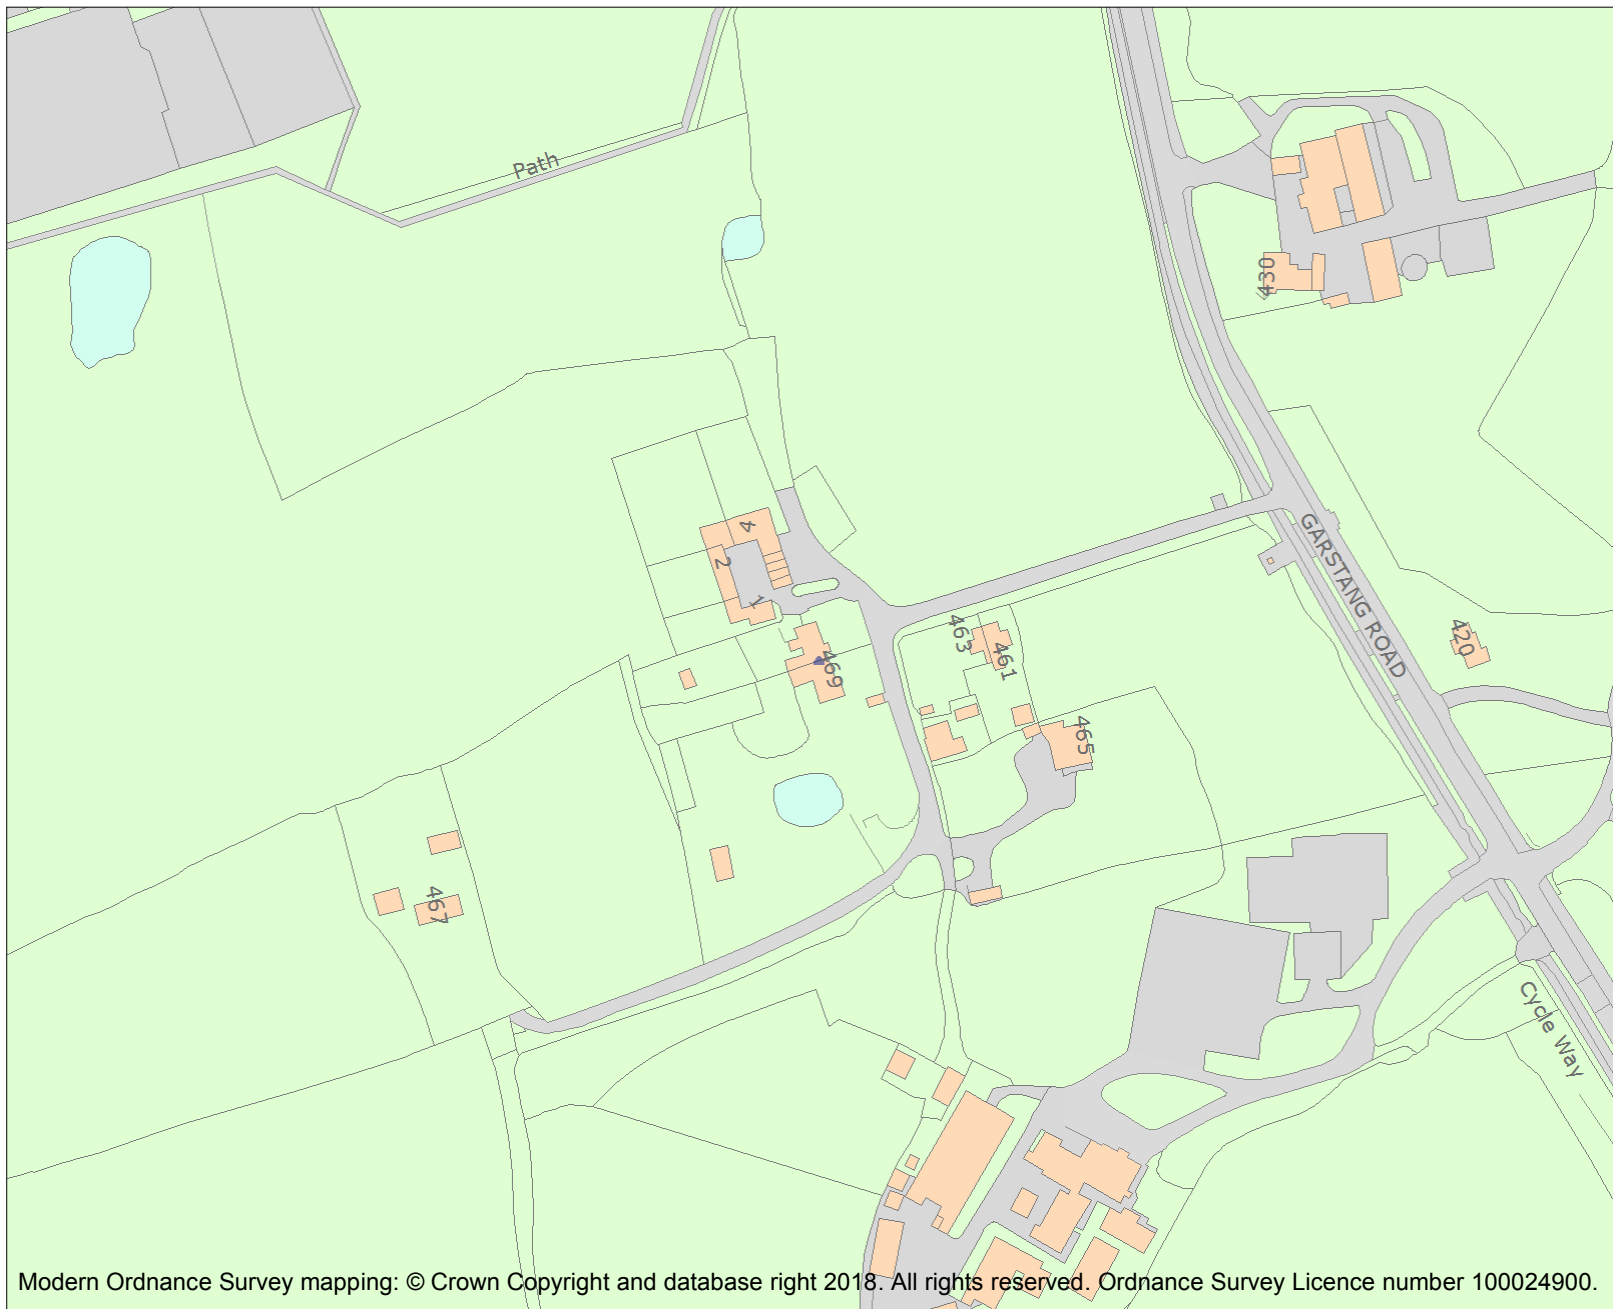 Path
430
GARSTANG ROAD
4
2
1
463
461
469
420
465
467
Cycle Way
Modern Ordnance Survey mapping: © Crown Copyright and database right 2018. All rights reserved. Ordnance Survey Licence number 100024900.